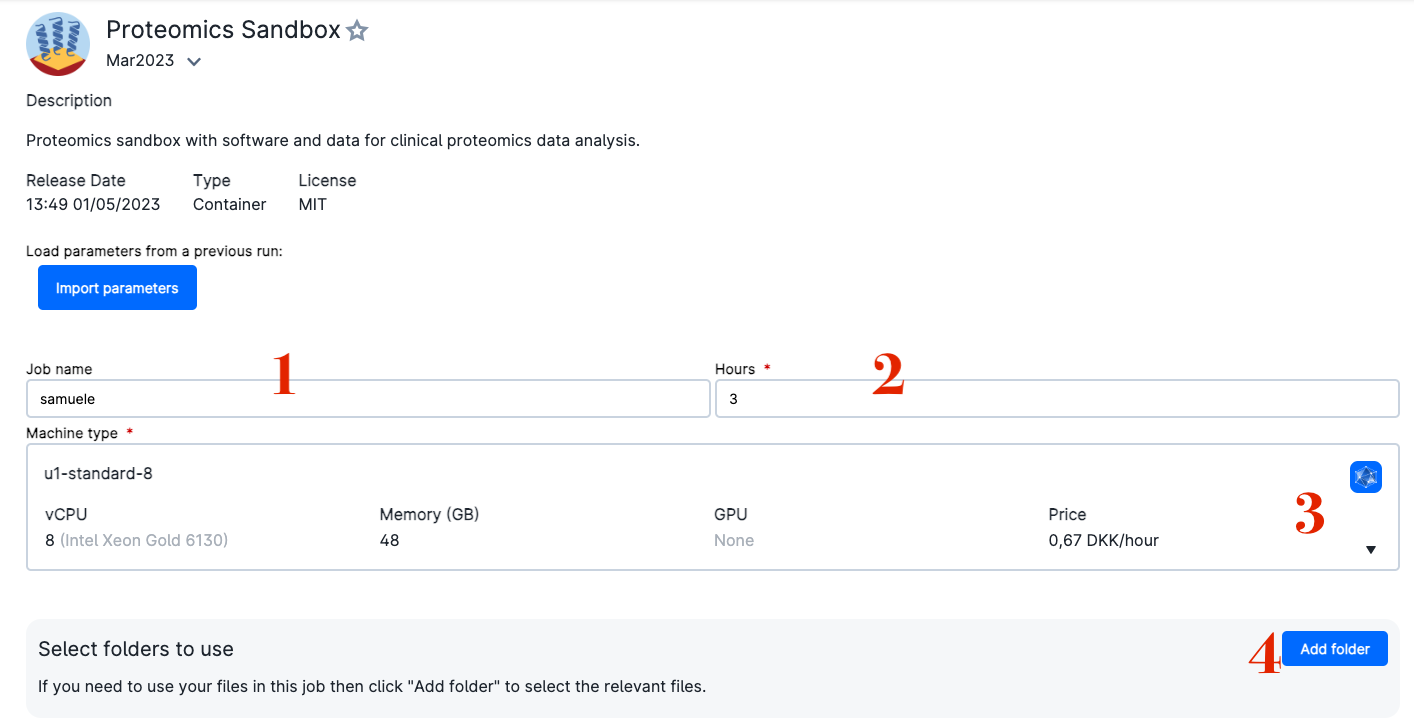 Proteomics Sandbox
Mar2023
Description
Proteomics sandbox with software and data for clinical proteomics data analysis.
Release Date Type License
13:49 01/05/2023 Container MIT
Load parameters from a previous run:
Import parameters
Job name 1 Hours * 2
samuele 3
Machine type *
u1-standard-8
vCPU Memory (GB) GPU Price 3
8 (Intel Xeon Gold 6130) 48 None 0,67 DKK/hour
Select folders to use 4 Add folder
If you need to use your files in this job then click "Add folder" to select the relevant files.